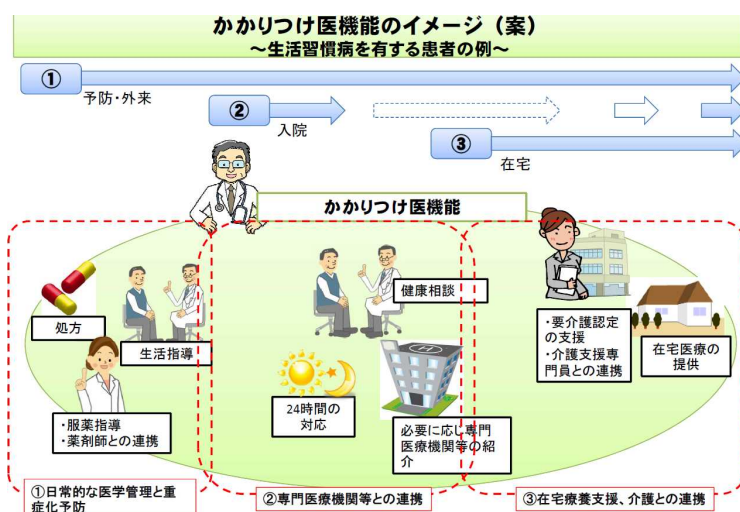 かかりつけ医機能のイメージ（案）
～生活習慣病を有する患者の例～
①
予防・外来
②
入院
③
在宅
かかりつけ医機能
処方
生活指導
・服薬指導
・薬剤師との連携
健康相談
24時間の
対応
必要に応じ専門
医療機関等の紹
介
・要介護認定
の支援
・介護支援専
門員との連携
在宅医療の
提供
①日常的な医学管理と重
症化予防
②専門医療機関等との連携
③在宅療養支援、介護との連携